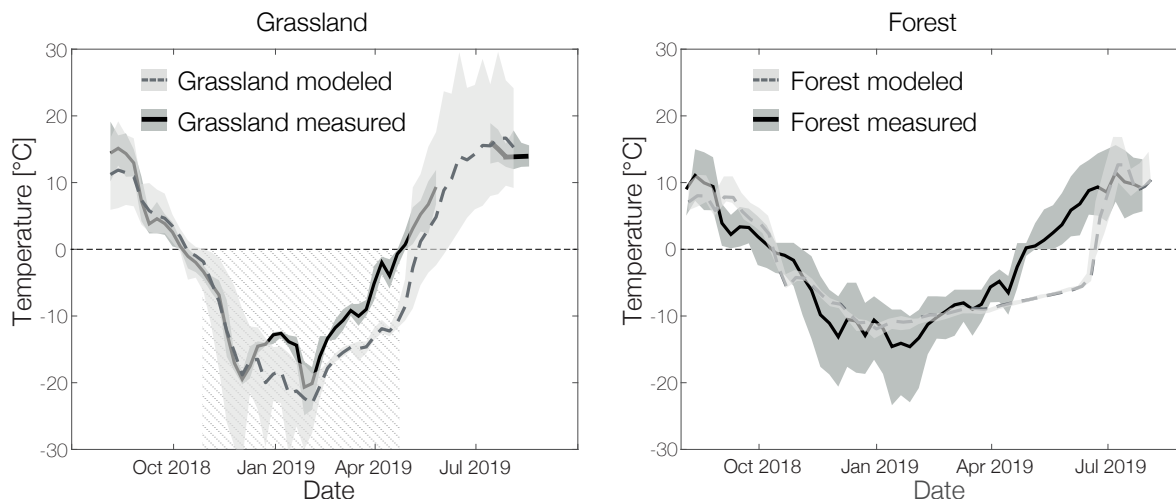 Grassland
30
20
10
0
-10
-20
-30
Temperature [°C]
Grassland modeled
Grassland measured
Oct 2018
Jan 2019
Apr 2019
Jul 2019
Date
Forest
30
20
10
0
-10
-20
-30
Temperature [°C]
Forest modeled
Forest measured
Oct 2018
Jan 2019
Apr 2019
Jul 2019
Date